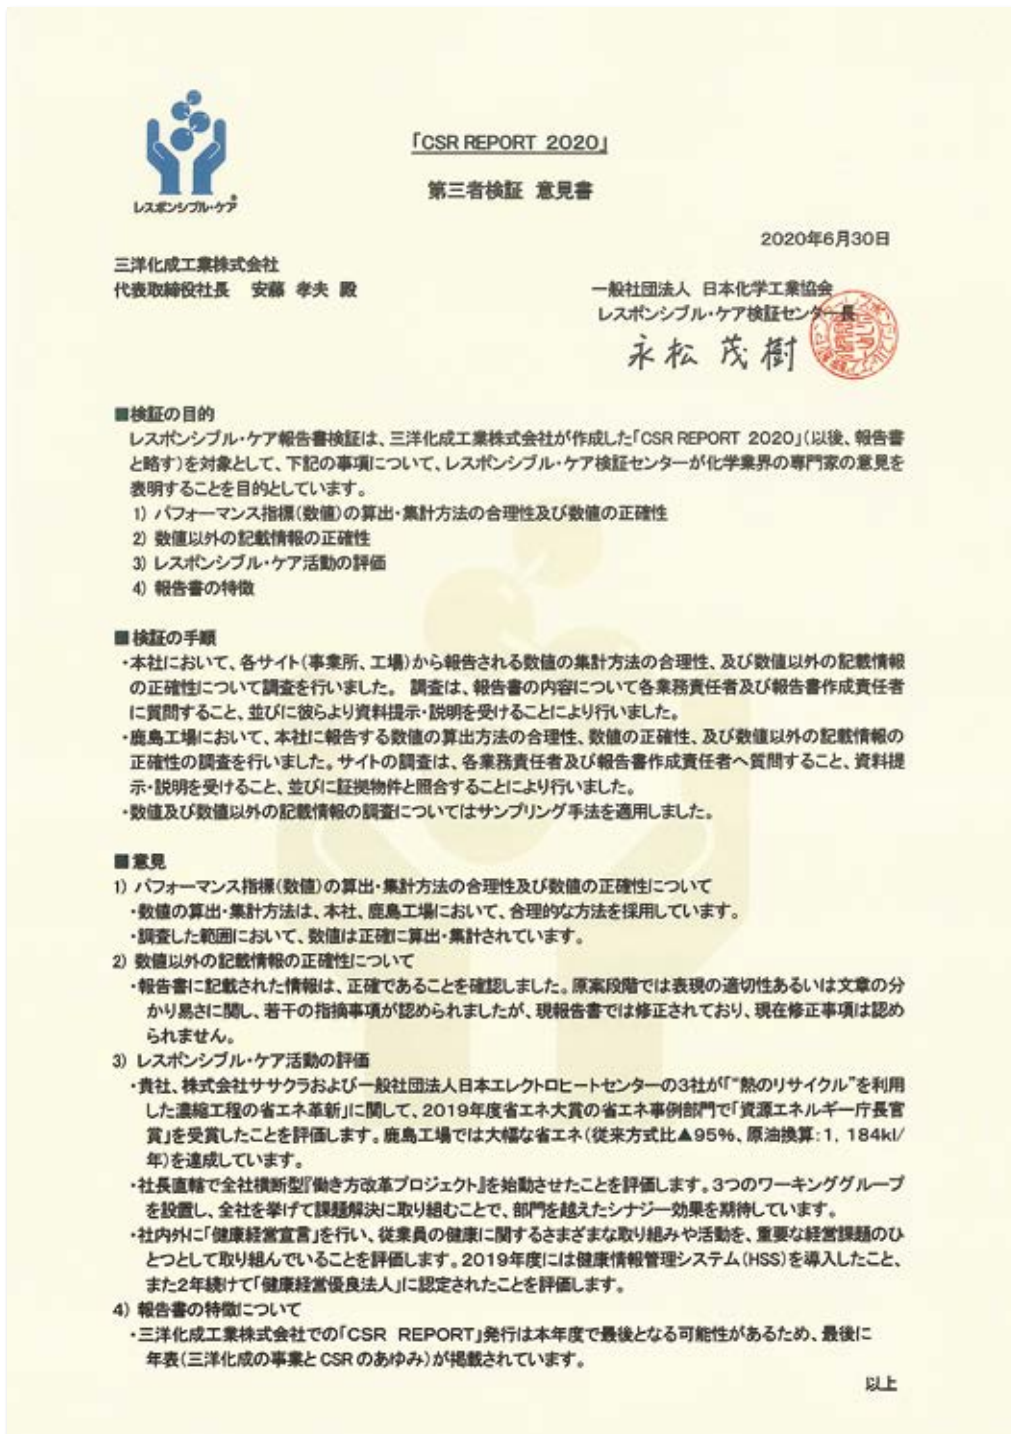 レスポンシブル・ケア®
「CSR REPORT 2020」
第三者検証 意見書
2020年6月30日
三洋化成工業株式会社
代表取締役社長 安藤 孝夫 殿
一般社団法人 日本化学工業協会
レスポンシブル・ケア検証センター長
永松 茂樹
■検証の目的
レスポンシブル・ケア報告書検証は、三洋化成工業株式会社が作成した「CSR REPORT 2020」(以後、報告書
と略す)を対象として、下記の事項について、レスポンシブル・ケア検証センターが化学業界の専門家の意見を
表明することを目的としています。
1) パフォーマンス指標(数値)の算出・集計方法の合理性及び数値の正確性
2) 数値以外の記載情報の正確性
3) レスポンシブル・ケア活動の評価
4) 報告書の特徴
■検証の手順
・本社において、各サイト(事業所、工場)から報告される数値の集計方法の合理性、及び数値以外の記載情報
の正確性について調査を行いました。 調査は、報告書の内容について各業務責任者及び報告書作成責任者
に質問すること、並びに彼らより資料提示・説明を受けることにより行いました。
・鹿島工場において、本社に報告する数値の算出方法の合理性、数値の正確性、及び数値以外の記載情報の
正確性の調査を行いました。サイトの調査は、各業務責任者及び報告書作成責任者へ質問すること、資料提
示・説明を受けること、並びに証拠物件と照合することにより行いました。
・数値及び数値以外の記載情報の調査についてはサンプリング手法を適用しました。
■意見
1) パフォーマンス指標(数値)の算出・集計方法の合理性及び数値の正確性について
・数値の算出・集計方法は、本社、鹿島工場において、合理的な方法を採用しています。
・調査した範囲において、数値は正確に算出・集計されています。
2) 数値以外の記載情報の正確性について
・報告書に記載された情報は、正確であることを確認しました。原案段階では表現の適切性あるいは文章の分
かり易さに関し、若干の指摘事項が認められましたが、現報告書では修正されており、現在修正事項は認め
られません。
3) レスポンシブル・ケア活動の評価
・貴社、株式会社ササクラおよび一般社団法人日本エレクトロヒートセンターの3社が「“熱のリサイクル”を利用
した濃縮工程の省エネ革新」に関して、2019年度省エネ大賞の省エネ事例部門で「資源エネルギー庁長官
賞」を受賞したことを評価します。鹿島工場では大幅な省エネ(従来方式比▲95%、原油換算:1, 184kl/
年)を達成しています。
・社長直轄で全社横断型『働き方改革プロジェクト』を始動させたことを評価します。3つのワーキンググループ
を設置し、全社を挙げて課題解決に取り組むことで、部門を越えたシナジー効果を期待しています。
・社内外に「健康経営宣言」を行い、従業員の健康に関するさまざまな取り組みや活動を、重要な経営課題のひ
とつとして取り組んでいることを評価します。2019年度には健康情報管理システム(HSS)を導入したこと、
また2年続けて「健康経営優良法人」に認定されたことを評価します。
4) 報告書の特徴について
・三洋化成工業株式会社での「CSR REPORT」発行は本年度で最後となる可能性があるため、最後に
年表(三洋化成の事業とCSRのあゆみ)が掲載されています。
以上